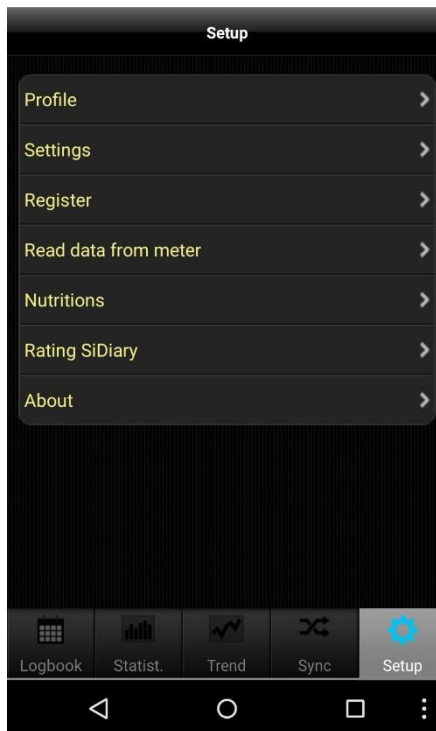 Setup
Profile
Settings
Register
Read data from meter
Nutritions
Rating SiDiary
About
Logbook Statist. Trend Sync Setup